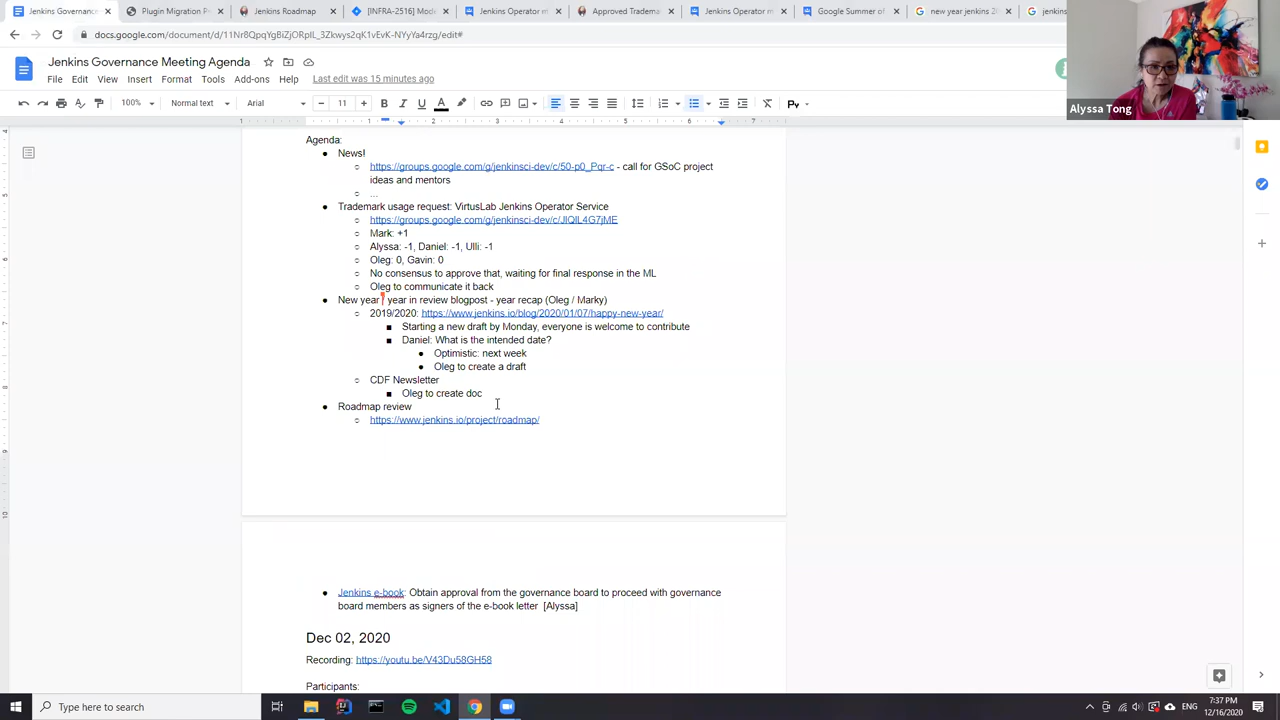 Jenkins Governance
Plugin Migration P
Jenkins Roadmap
[INFRA-2516] Mod
Jenkins Operator m
Approved Tradema
Jenkins Operator m
Google Summer of
new year jenkins 2
jenkins
docs.google.com/document/d/11Nr8QpqYgBiZjORpIL_3Zkwys2qK1vEvK-NYyYa4rzg/edit#
Jenkins Governance Meeting Agenda
File Edit View Insert Format Tools Add-ons Help Last edit was 15 minutes ago
100% Normal text Arial 11
Alyssa Tong
Agenda:
News!
https://groups.google.com/g/jenkinsci-dev/c/50-p0_Pqr-c - call for GSoC project
ideas and mentors
...
Trademark usage request: VirtusLab Jenkins Operator Service
https://groups.google.com/g/jenkinsci-dev/c/JlQlL4G7jME
Mark: +1
Alyssa: -1, Daniel: -1, Ulli: -1
Oleg: 0, Gavin: 0
No consensus to approve that, waiting for final response in the ML
Oleg to communicate it back
New year/ year in review blogpost - year recap (Oleg / Marky)
2019/2020: https://www.jenkins.io/blog/2020/01/07/happy-new-year/
Starting a new draft by Monday, everyone is welcome to contribute
Daniel: What is the intended date?
Optimistic: next week
Oleg to create a draft
CDF Newsletter
Oleg to create doc
Roadmap review
https://www.jenkins.io/project/roadmap/
Jenkins e-book: Obtain approval from the governance board to proceed with governance
board members as signers of the e-book letter [Alyssa]
Dec 02, 2020
Recording: https://youtu.be/V43Du58GH58
Participants:
Type here to search
ENG
7:37 PM
12/16/2020